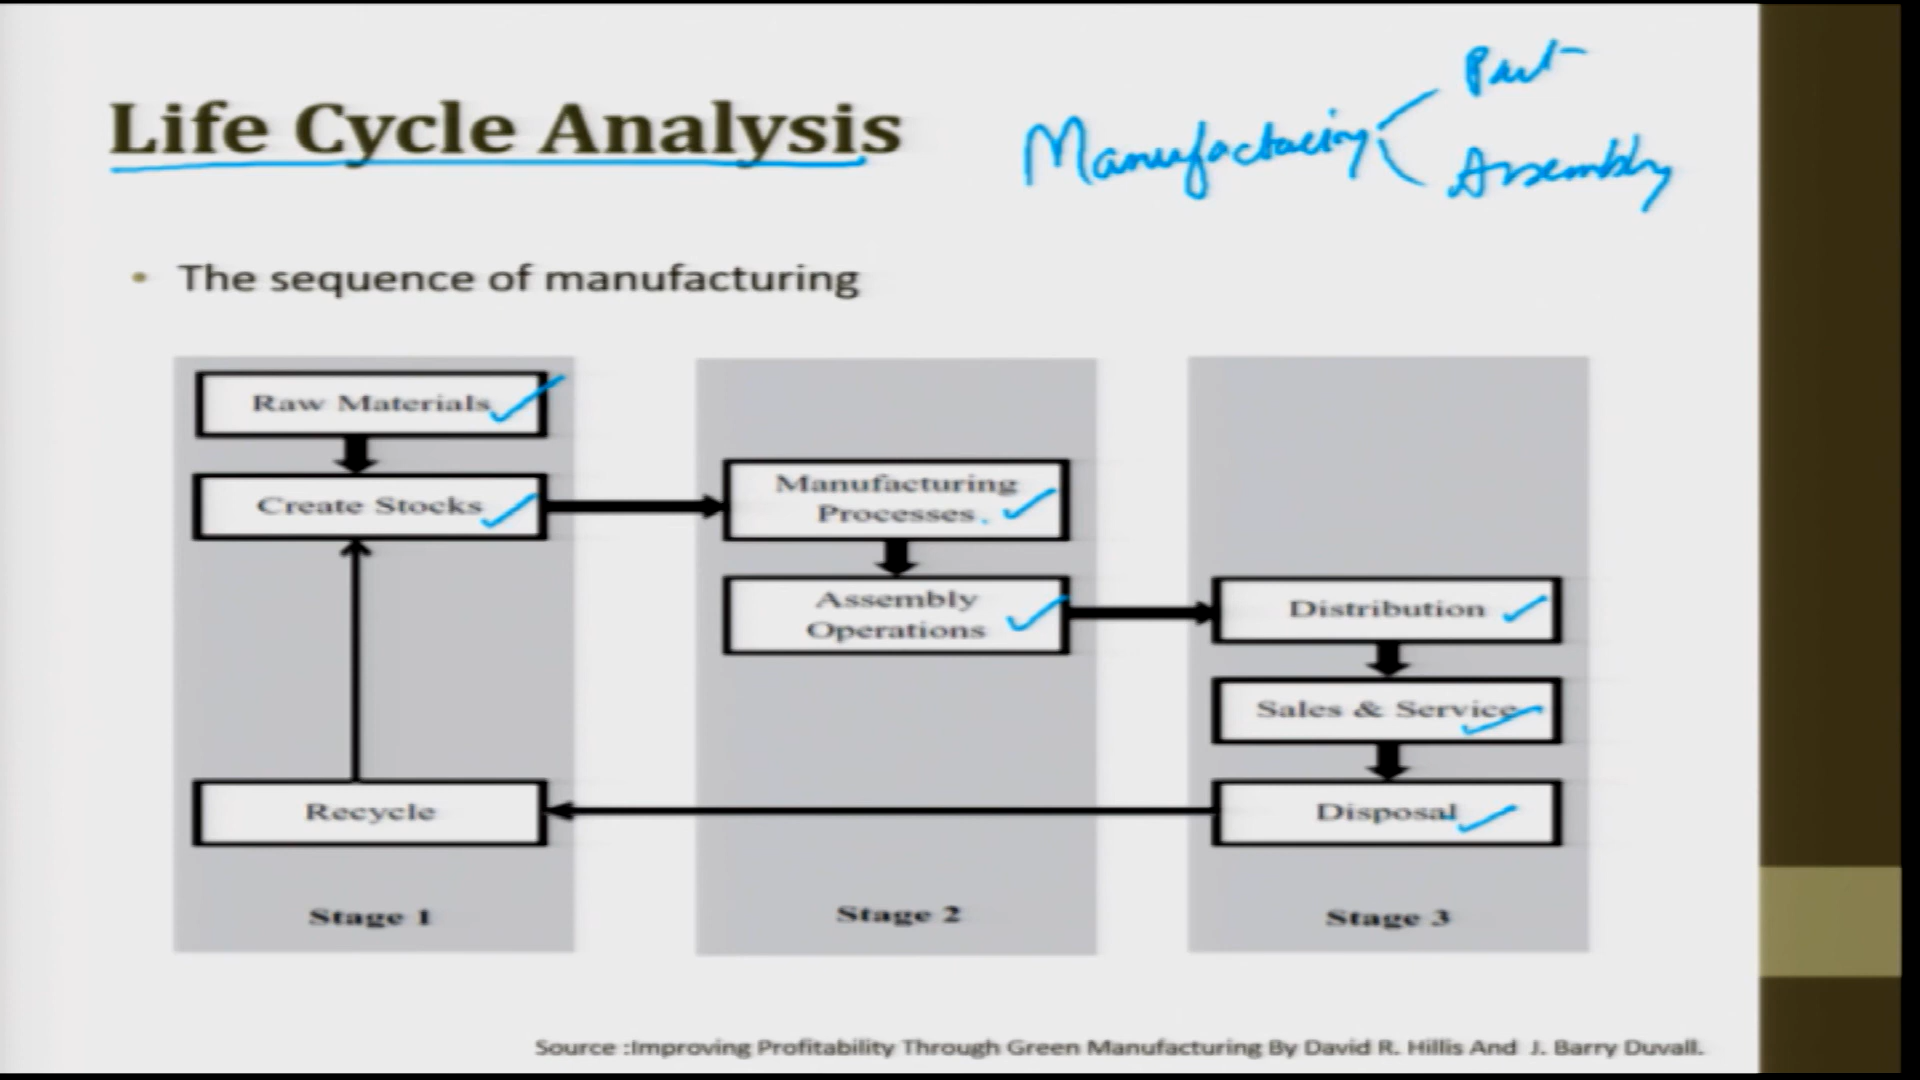 Life Cycle Analysis
Manufacturing
Part
Assembly
• The sequence of manufacturing
Raw Materials
Create Stocks
Recycle
Stage 1
Manufacturing
Processes
Assembly
Operations
Stage 2
Distribution
Sales & Service
Disposal
Stage 3
Source :Improving Profitability Through Green Manufacturing By David R. Hillis And J. Barry Duvall.